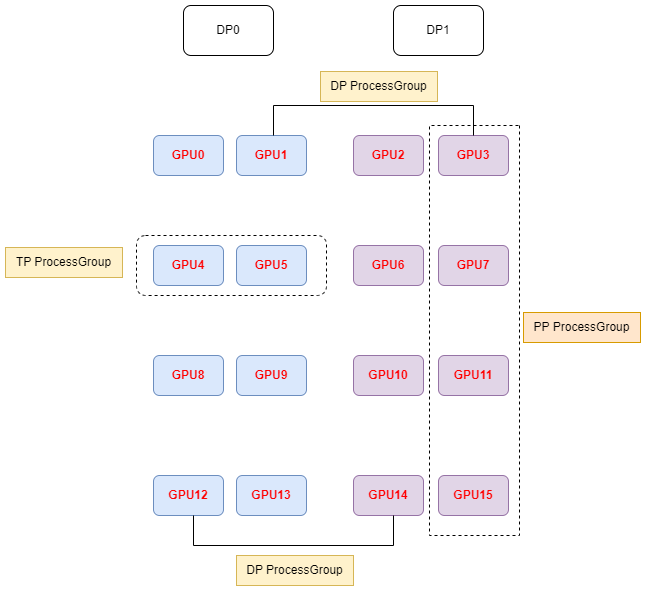 DP0
DP1
DP ProcessGroup
GPU0
GPU1
GPU2
GPU3
TP ProcessGroup
GPU4
GPU5
GPU6
GPU7
PP ProcessGroup
GPU8
GPU9
GPU10
GPU11
GPU12
GPU13
GPU14
GPU15
DP ProcessGroup